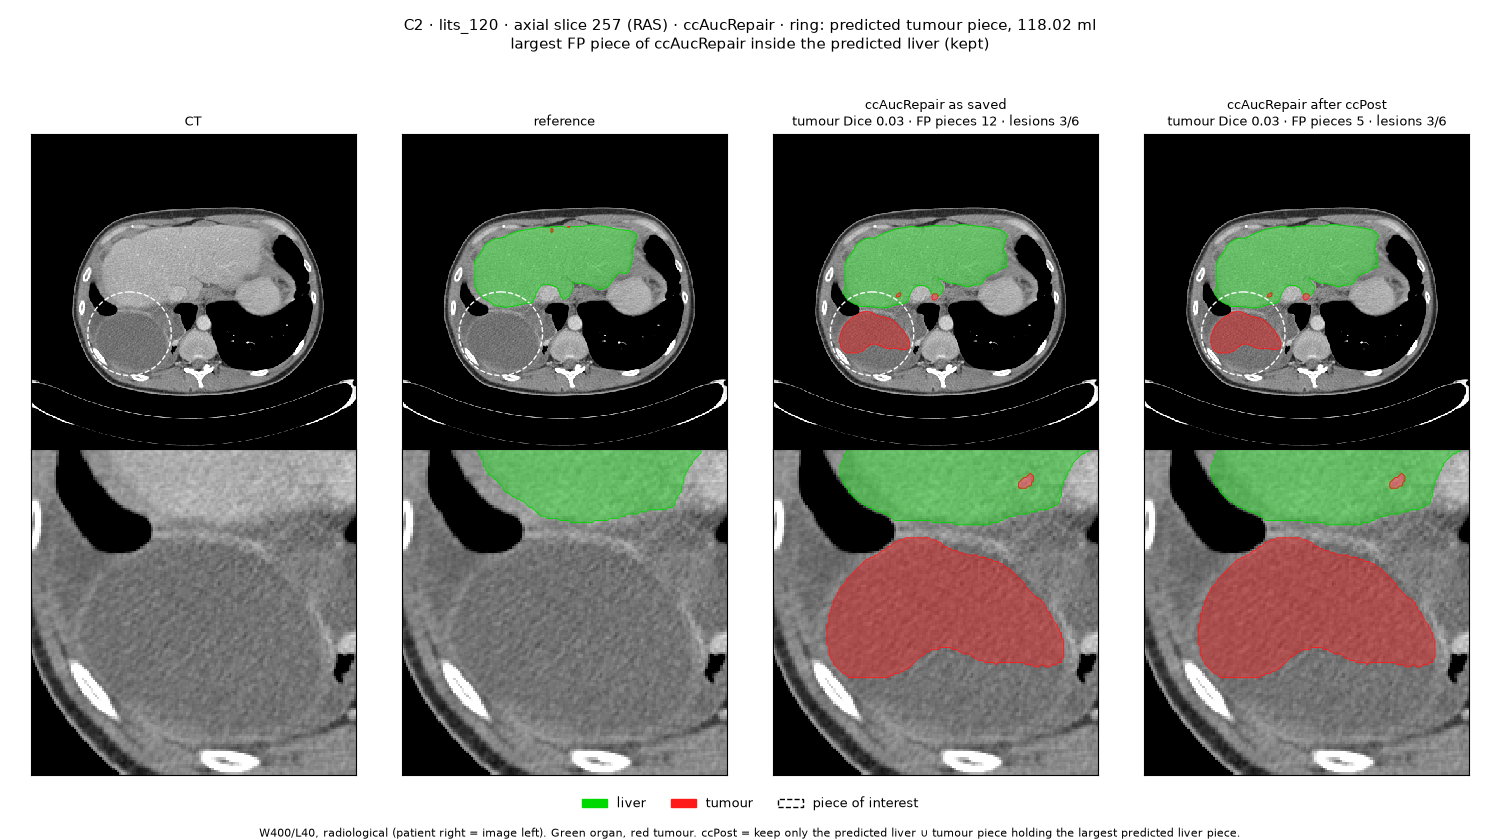 C2 · lits_120 · axial slice 257 (RAS) · ccAucRepair · ring: predicted tumour piece, 118.02 ml
largest FP piece of ccAucRepair inside the predicted liver (kept)
CT
reference
ccAucRepair as saved
tumour Dice 0.03 · FP pieces 12 · lesions 3/6
ccAucRepair after ccPost
tumour Dice 0.03 · FP pieces 5 · lesions 3/6
liver
tumour
piece of interest
W400/L40, radiological (patient right = image left). Green organ, red tumour. ccPost = keep only the predicted liver ∪ tumour piece holding the largest predicted liver piece.